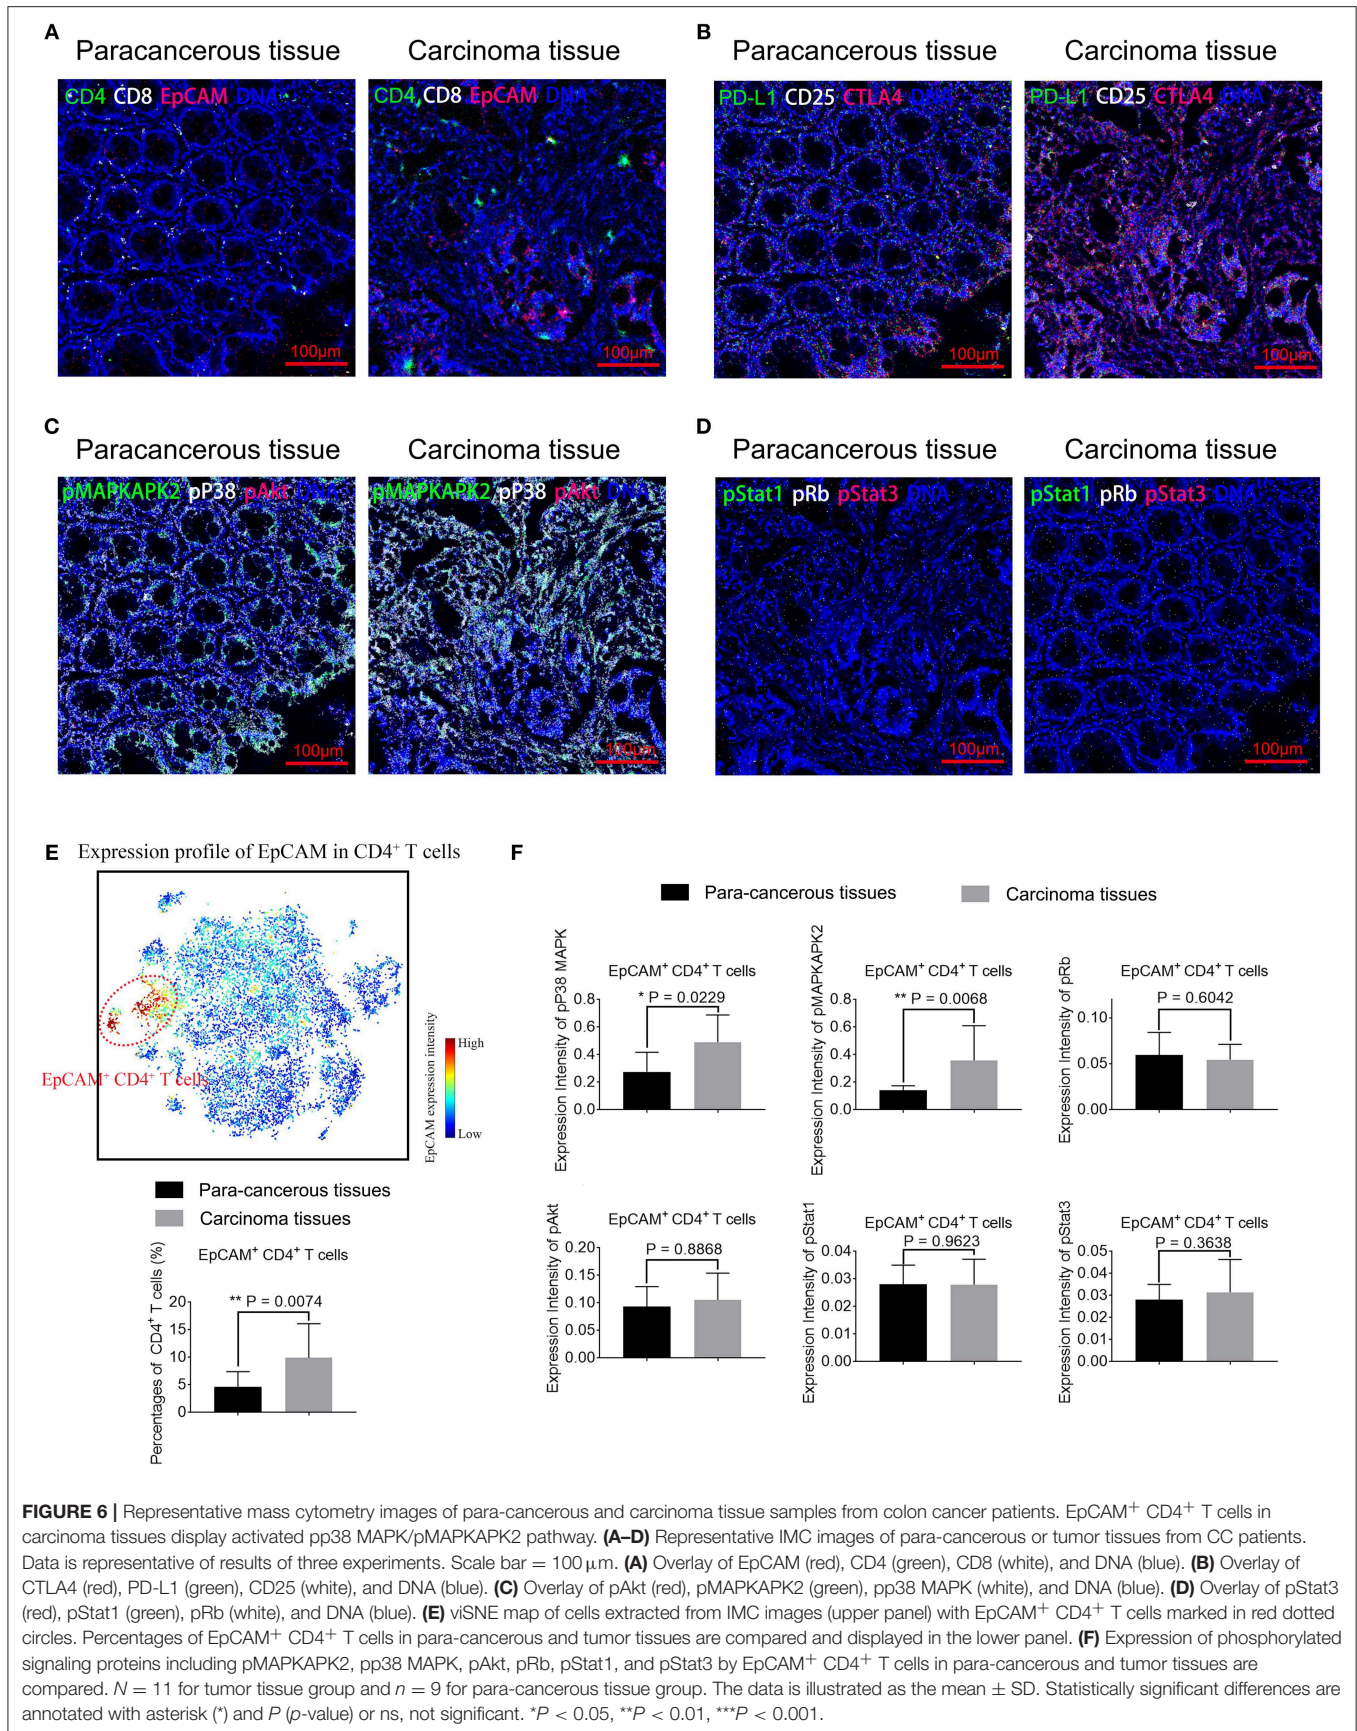 A
Paracancerous tissue
Carcinoma tissue
CD4 CD8 EpCAM DNA
CD4 CD8 EpCAM DNA
100μm
100μm
B
Paracancerous tissue
Carcinoma tissue
PD-L1 CD25 CTLA4 DNA
PD-L1 CD25 CTLA4 DNA
100μm
100μm
C
Paracancerous tissue
Carcinoma tissue
pMAPKAPK2 pP38 pAkt DNA
pMAPKAPK2 pP38 pAkt DNA
100μm
100μm
D
Paracancerous tissue
Carcinoma tissue
pStat1 pRb pStat3 DNA
pStat1 pRb pStat3 DNA
100μm
100μm
E
Expression profile of EpCAM in CD4⁺ T cells
EpCAM⁺ CD4⁺ T cells
EpCAM expression intensity
High
Low
Para-cancerous tissues
Carcinoma tissues
EpCAM⁺ CD4⁺ T cells
Percentages of CD4⁺ T cells (%)
** P = 0.0074
20
15
10
5
0
F
Para-cancerous tissues
Carcinoma tissues
Expression Intensity of pP38 MAPK
EpCAM⁺ CD4⁺ T cells
* P = 0.0229
0.8
0.6
0.4
0.2
0.0
Expression Intensity of pMAPKAPK2
EpCAM⁺ CD4⁺ T cells
** P = 0.0068
0.8
0.6
0.4
0.2
0.0
Expression Intensity of pRb
EpCAM⁺ CD4⁺ T cells
P = 0.6042
0.10
0.05
0.00
Expression Intensity of pAkt
EpCAM⁺ CD4⁺ T cells
P = 0.8868
0.20
0.15
0.10
0.05
0.00
Expression Intensity of pStat1
EpCAM⁺ CD4⁺ T cells
P = 0.9623
0.04
0.03
0.02
0.01
0.00
Expression Intensity of pStat3
EpCAM⁺ CD4⁺ T cells
P = 0.3638
0.05
0.04
0.03
0.02
0.01
0.00
FIGURE 6 | Representative mass cytometry images of para-cancerous and carcinoma tissue samples from colon cancer patients. EpCAM⁺ CD4⁺ T cells in
carcinoma tissues display activated pp38 MAPK/pMAPKAPK2 pathway. (A–D) Representative IMC images of para-cancerous or tumor tissues from CC patients.
Data is representative of results of three experiments. Scale bar = 100 μm. (A) Overlay of EpCAM (red), CD4 (green), CD8 (white), and DNA (blue). (B) Overlay of
CTLA4 (red), PD-L1 (green), CD25 (white), and DNA (blue). (C) Overlay of pAkt (red), pMAPKAPK2 (green), pp38 MAPK (white), and DNA (blue). (D) Overlay of pStat3
(red), pStat1 (green), pRb (white), and DNA (blue). (E) viSNE map of cells extracted from IMC images (upper panel) with EpCAM⁺ CD4⁺ T cells marked in red dotted
circles. Percentages of EpCAM⁺ CD4⁺ T cells in para-cancerous and tumor tissues are compared and displayed in the lower panel. (F) Expression of phosphorylated
signaling proteins including pMAPKAPK2, pp38 MAPK, pAkt, pRb, pStat1, and pStat3 by EpCAM⁺ CD4⁺ T cells in para-cancerous and tumor tissues are
compared. N = 11 for tumor tissue group and n = 9 for para-cancerous tissue group. The data is illustrated as the mean ± SD. Statistically significant differences are
annotated with asterisk (*) and P (p-value) or ns, not significant. *P < 0.05, **P < 0.01, ***P < 0.001.